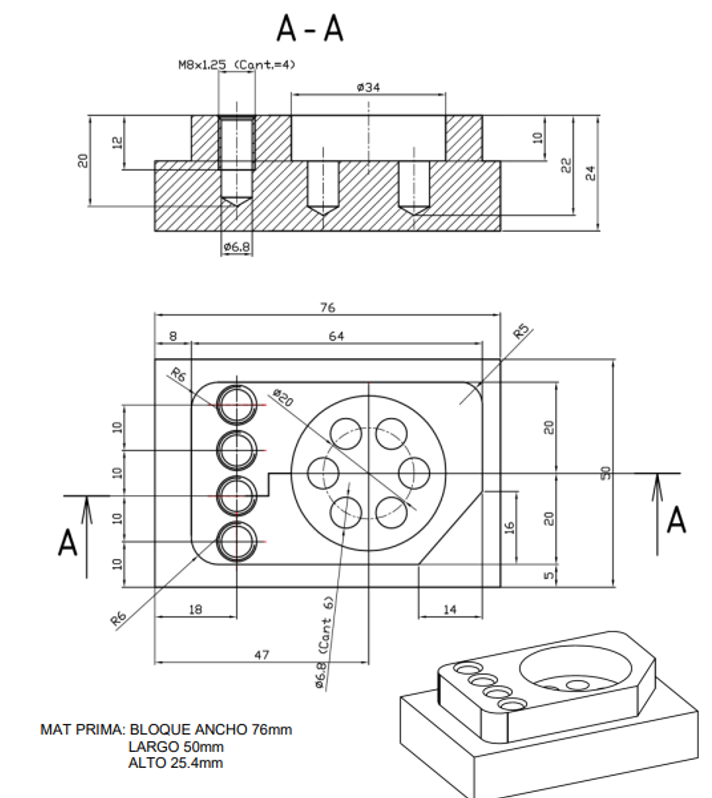 A - A
M8x1.25 (Cant.=4)
ø34
20
12
10
22
24
ø6.8
76
8
64
R5
R6
ø20
10
10
10
10
20
20
50
A
A
16
5
R6
18
14
47
ø6.8 (Cant 6)
MAT PRIMA: BLOQUE ANCHO 76mm
LARGO 50mm
ALTO 25.4mm